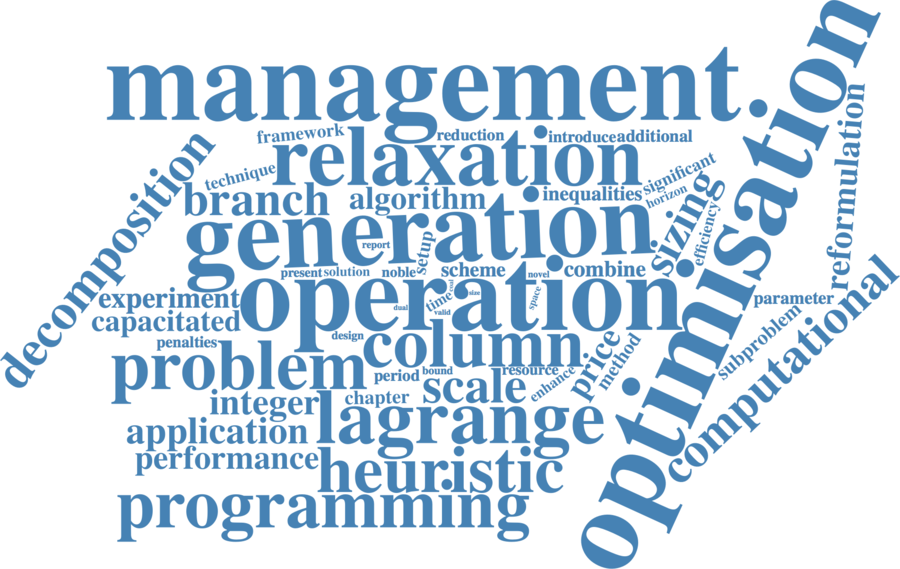 management
optimisation
framework
reduction
introduce
additional
relaxation
decomposition
technique
significant
reformulation
branch
algorithm
inequalities
horizon
sizing
generation
efficiency
report
setup
present
solution
noble
scheme
novel
combine
experiment
operation
time
size
space
parameter
capacitated
dual
valid
subproblem
computational
penalties
design
column
price
method
problem
period
bound
resource
enhance
scale
integer
chapter
lagrange
application
performance
heuristic
programming